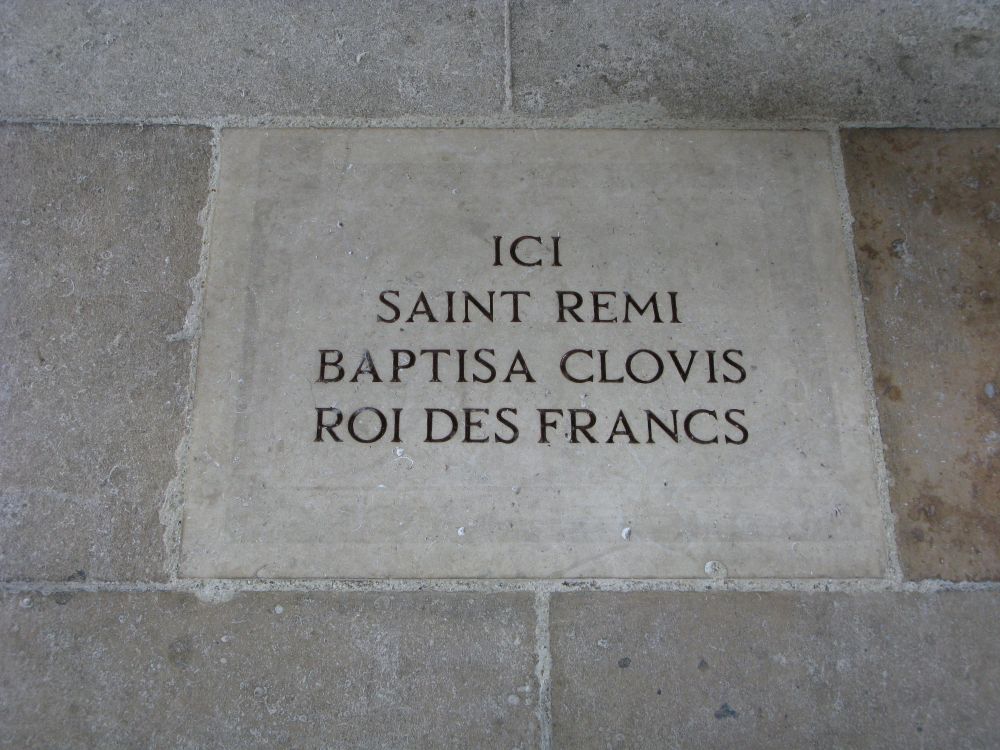 ICI
SAINT REMI
BAPTISA CLOVIS
ROI DES FRANCS